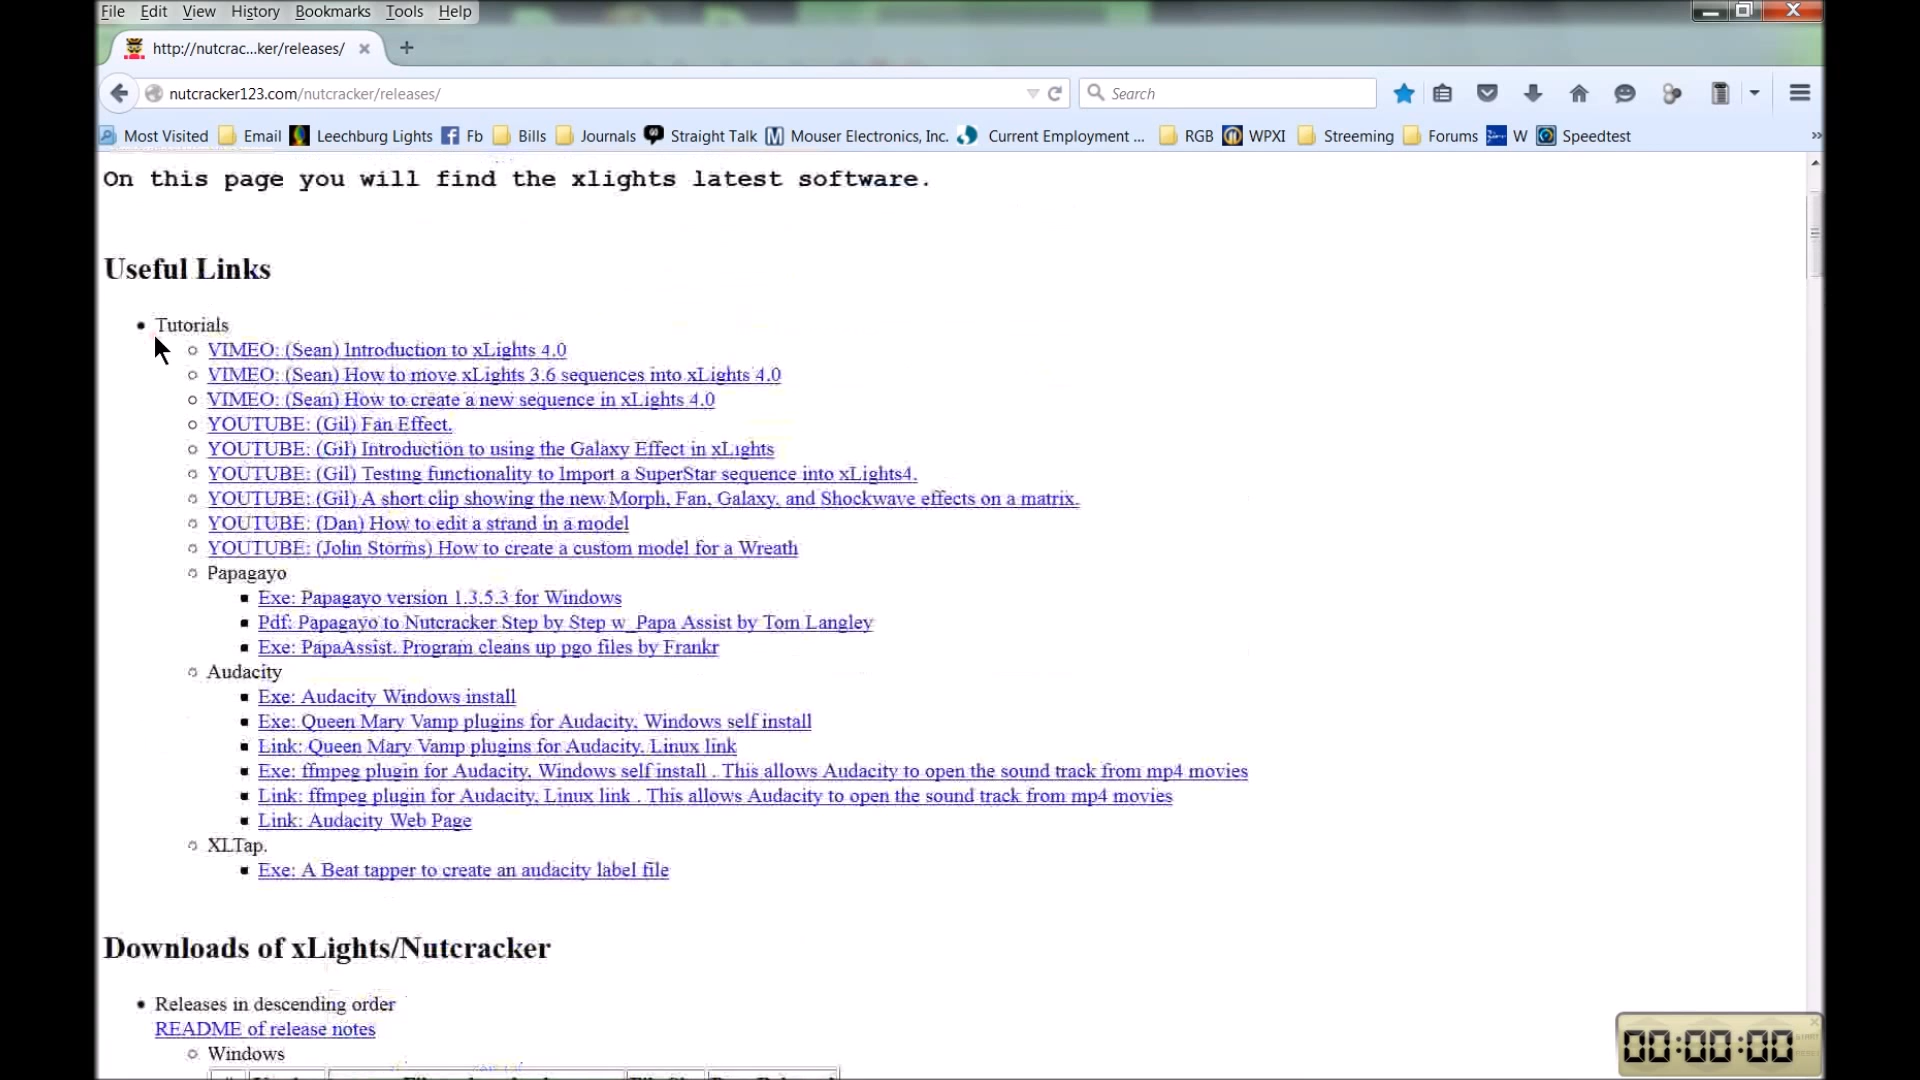 File Edit View History Bookmarks Tools Help
http://nutcrac...ker/releases/
nutcracker123.com/nutcracker/releases/
Search
Most Visited Email Leechburg Lights Fb Bills Journals Straight Talk Mouser Electronics, Inc. Current Employment ... RGB WPXI Streeming Forums W Speedtest
On this page you will find the xlights latest software.
Useful Links
Tutorials
VIMEO: (Sean) Introduction to xLights 4.0
VIMEO: (Sean) How to move xLights 3.6 sequences into xLights 4.0
VIMEO: (Sean) How to create a new sequence in xLights 4.0
YOUTUBE: (Gil) Fan Effect.
YOUTUBE: (Gil) Introduction to using the Galaxy Effect in xLights
YOUTUBE: (Gil) Testing functionality to Import a SuperStar sequence into xLights4.
YOUTUBE: (Gil) A short clip showing the new Morph, Fan, Galaxy, and Shockwave effects on a matrix.
YOUTUBE: (Dan) How to edit a strand in a model
YOUTUBE: (John Storms) How to create a custom model for a Wreath
Papagayo
Exe: Papagayo version 1.3.5.3 for Windows
Pdf: Papagayo to Nutcracker Step by Step w_Papa Assist by Tom Langley
Exe: PapaAssist. Program cleans up pgo files by Frankr
Audacity
Exe: Audacity Windows install
Exe: Queen Mary Vamp plugins for Audacity, Windows self install
Link: Queen Mary Vamp plugins for Audacity. Linux link
Exe: ffmpeg plugin for Audacity, Windows self install . This allows Audacity to open the sound track from mp4 movies
Link: ffmpeg plugin for Audacity, Linux link . This allows Audacity to open the sound track from mp4 movies
Link: Audacity Web Page
XLTap.
Exe: A Beat tapper to create an audacity label file
Downloads of xLights/Nutcracker
Releases in descending order
README of release notes
Windows
00:00:00